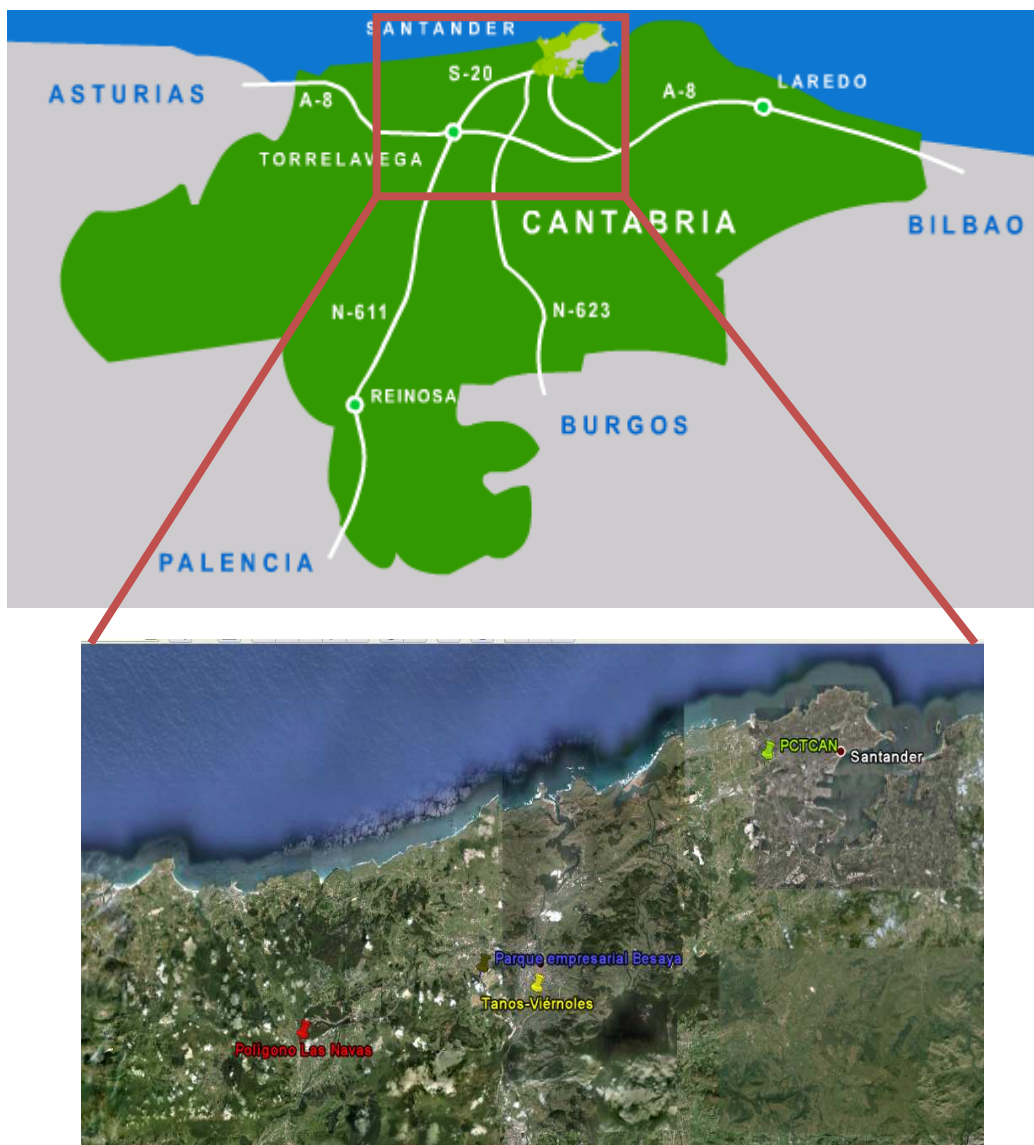 SANTANDER
S-20
ASTURIAS
A-8
A-8
LAREDO
TORRELAVEGA
CANTABRIA
BILBAO
N-611
N-623
REINOSA
BURGOS
PALENCIA
PCTCAN
Santander
Parque empresarial Besaya
Tanos-Viérnoles
Polígono Las Navas